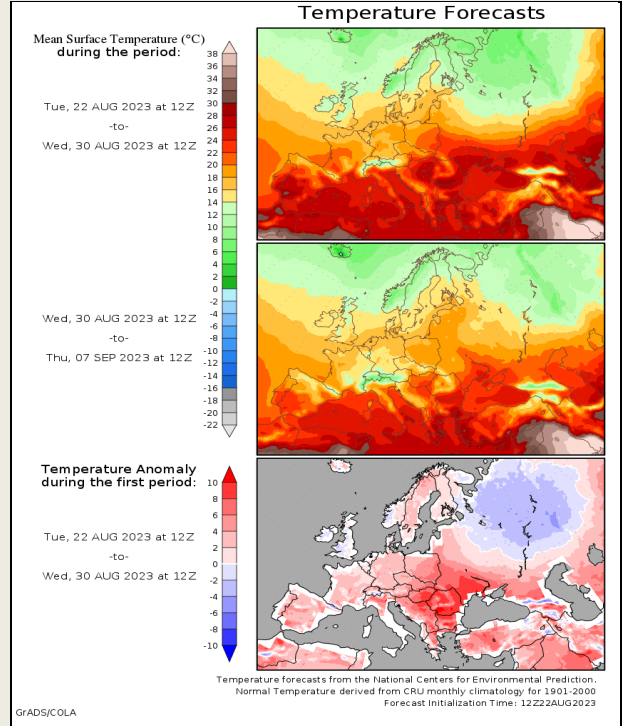 Temperature Forecasts
Mean Surface Temperature (°C)
during the period:
Tue, 22 AUG 2023 at 12Z
-to-
Wed, 30 AUG 2023 at 12Z
38
36
34
32
30
28
26
24
22
20
18
16
14
12
10
8
6
4
2
0
-2
-4
-6
-8
-10
-12
-14
-16
-18
-20
-22
Wed, 30 AUG 2023 at 12Z
-to-
Thu, 07 SEP 2023 at 12Z
Temperature Anomaly
during the first period:
Tue, 22 AUG 2023 at 12Z
-to-
Wed, 30 AUG 2023 at 12Z
10
8
6
4
2
-0
-2
-4
-6
-8
-10
Temperature forecasts from the National Centers for Environmental Prediction.
Normal Temperature derived from CRU monthly climatology for 1901-2000
Forecast Initialization Time: 12Z22AUG2023
GrADS/COLA